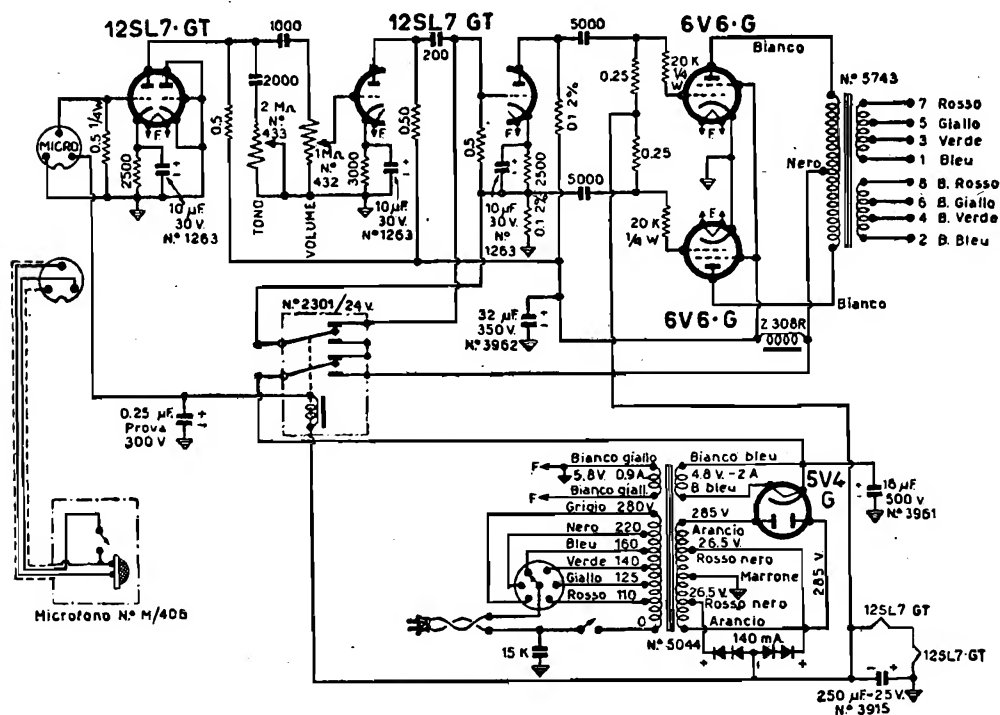 12SL7·GT
12SL7 GT
6V6·G
1000
200
5000
Bianco
20 K
1/4
W
N° 5743
2000
0.25
7 Rosso
5 Giallo
3 Verde
1 Bleu
MICRO
0.5 1/4 W
F
2500
0.5
2 MΩ
N°
433
1MΩ
N°
432
F
3000
0.50
0.5
F
2500
0.1 2%
0.1 2%
F
0.25
Nero
8 B. Rosso
6 B. Giallo
4 B. Verde
2 B. Bleu
10 µF.
30 V.
N° 1263
TONO
VOLUME
10 µF.
30 V.
N° 1263
10 µF
30 V.
N°
1263
5000
20 K
1/4 W
F
Bianco
6V6·G
N° 2301/24 v.
32 µF
350 V.
N° 3962
Z 308R
0.25 µF.
Prova
300 V
Bianco giallo
F
5.8 V. 0.9 A
Bianco giall.
F
Bianco bleu
4.8 V. - 2 A
B bleu
5V4
G
16 µF
500 v
N° 3961
Grigio 280 V
Nero 220
Bleu 160
Verde 140
Giallo 125
Rosso 110
0
285 V
Arancio
26.5 V.
Rosso nero
Marrone
26.5 V.
Rosso nero
Arancio
285 V.
Microfono N° M/406
15 K
N° 5044
140 mA.
12SL7 GT
12SL7·GT
250 µF-25 V.
N° 3915